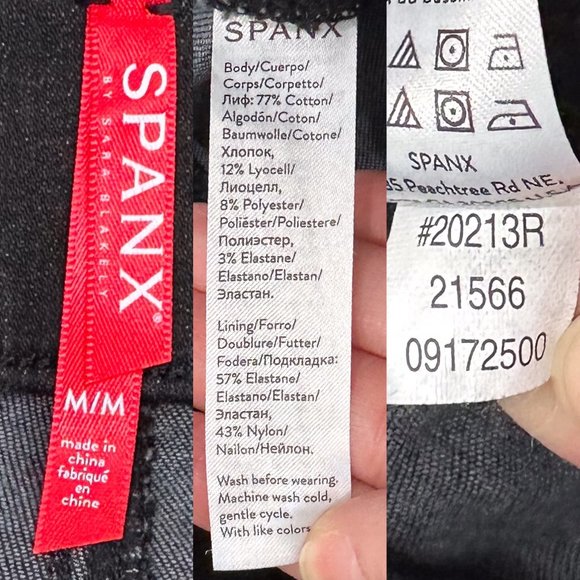 SPANX®
BY SARA BLAKELY
M/M
made in
china
fabriqué
en
chine
SPANX
Body/Cuerpo/
Corps/Corpetto/
Лиф: 77% Cotton/
Algodón/Coton/
Baumwolle/Cotone/
Хлопок,
12% Lyocell/
Лиоцелл,
8% Polyester/
Poliéster/Poliestere/
Полиэстер,
3% Elastane/
Elastano/Elastan/
Эластан.
Lining/Forro/
Doublure/Futter/
Fodera/Подкладка:
57% Elastane/
Elastano/Elastan/
Эластан,
43% Nylon/
Nailon/Нейлон.
Wash before wearing.
Machine wash cold,
gentle cycle.
With like colors
SPANX
35 Peachtree Rd NE,
#20213R
21566
09172500